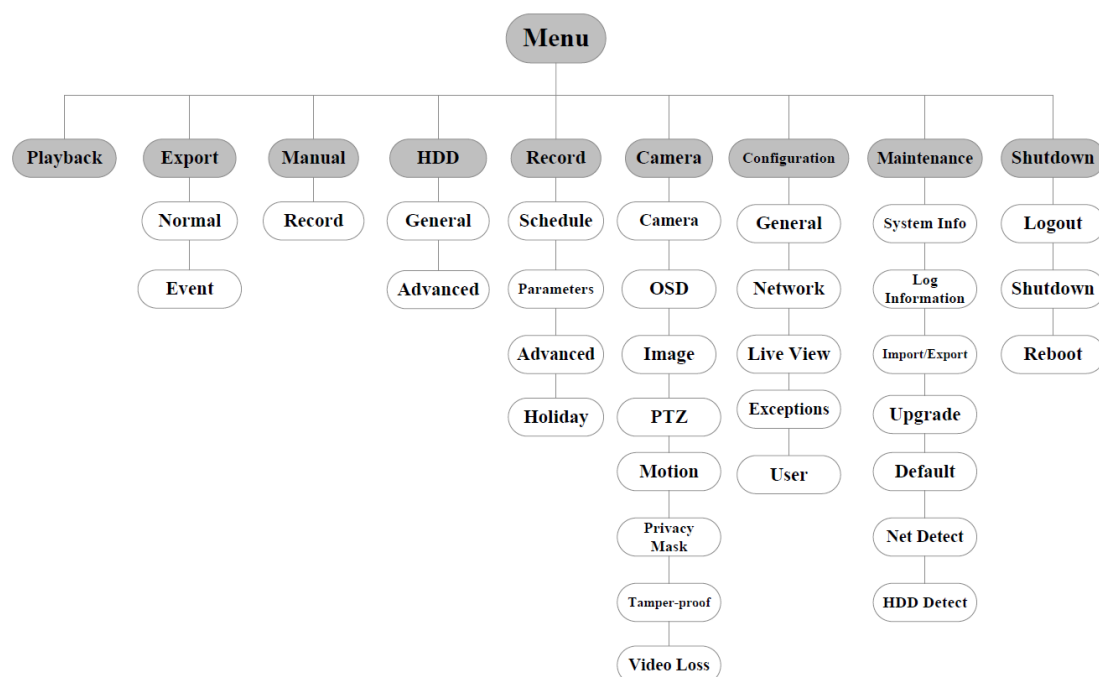 Menu
Playback
Export
Manual
HDD
Record
Camera
Configuration
Maintenance
Shutdown
Normal
Record
General
Schedule
Camera
General
System Info
Logout
Event
Advanced
Parameters
OSD
Network
Log
Information
Shutdown
Advanced
Image
Live View
Import/Export
Reboot
Holiday
PTZ
Exceptions
Upgrade
Motion
User
Default
Privacy
Mask
Net Detect
Tamper-proof
HDD Detect
Video Loss